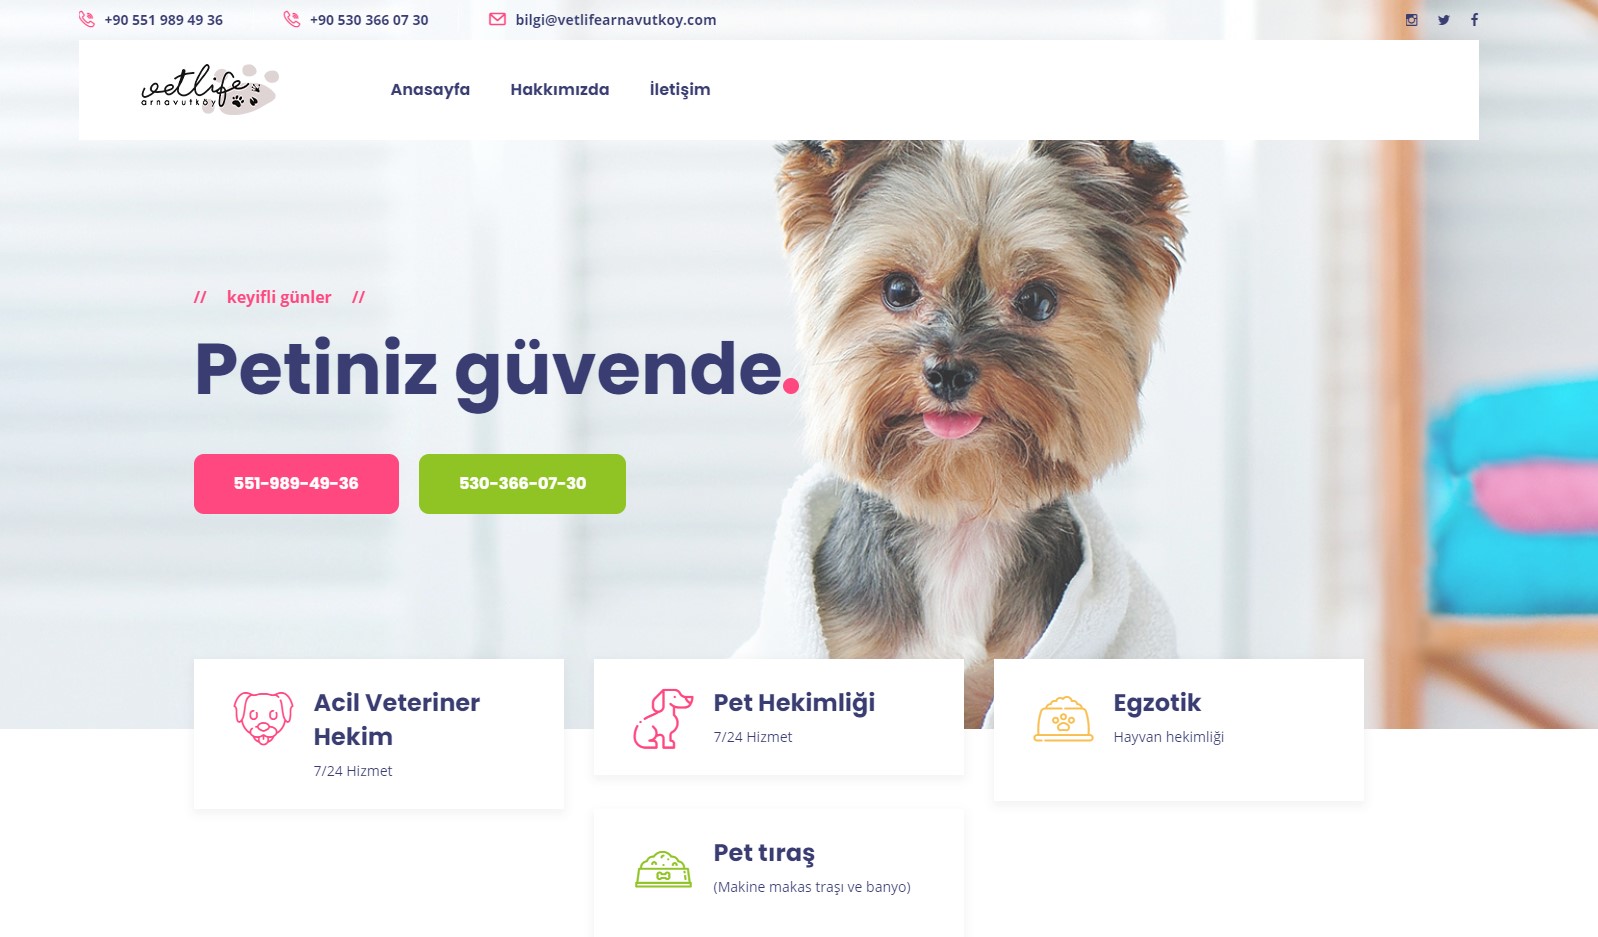 +90 551 989 49 36
+90 530 366 07 30
bilgi@vetlifearnavutkoy.com
vetlife
arnavutköy
Anasayfa
Hakkımızda
İletişim
// keyifli günler //
Petiniz güvende.
551-989-49-36
530-366-07-30
Acil Veteriner
Hekim
7/24 Hizmet
Pet Hekimliği
7/24 Hizmet
Egzotik
Hayvan hekimliği
Pet tıraş
(Makine makas traşı ve banyo)